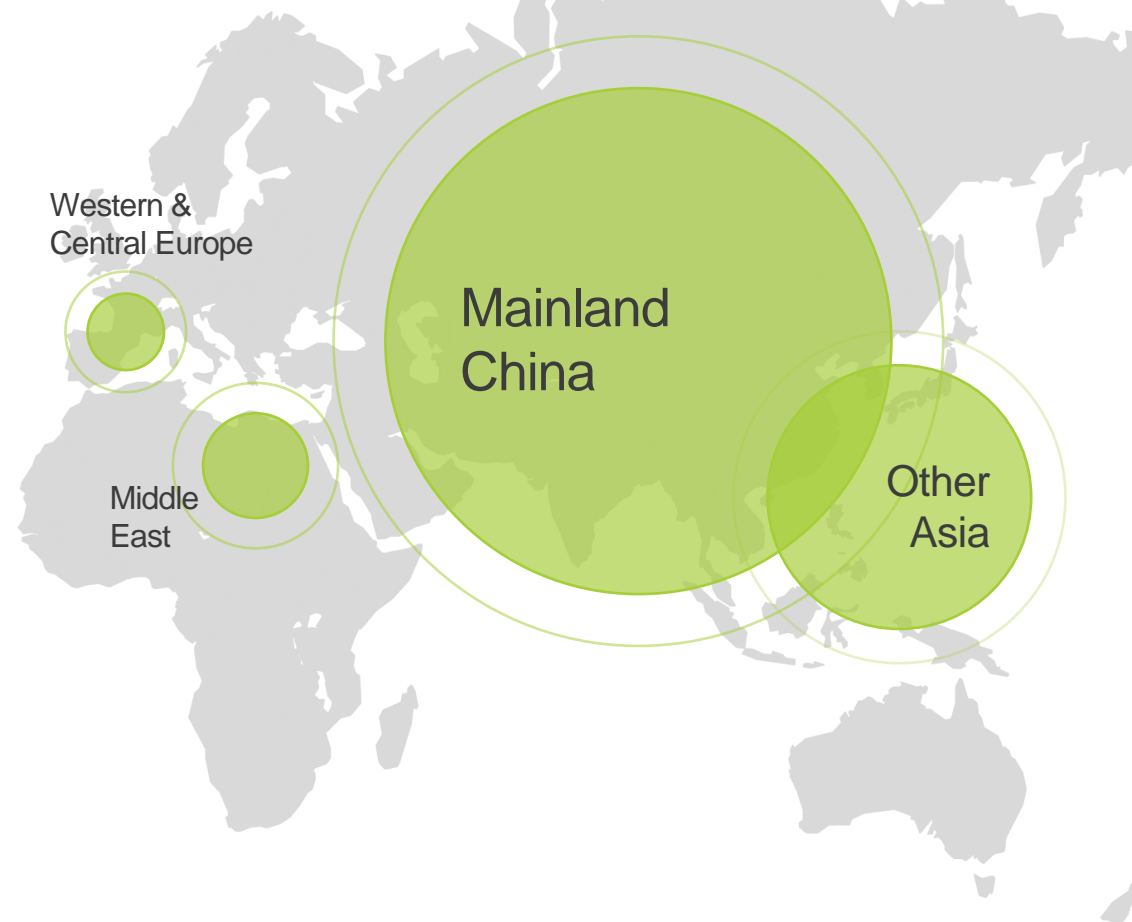 Western &
Central Europe
Mainland
China
Other
Asia
Middle
East